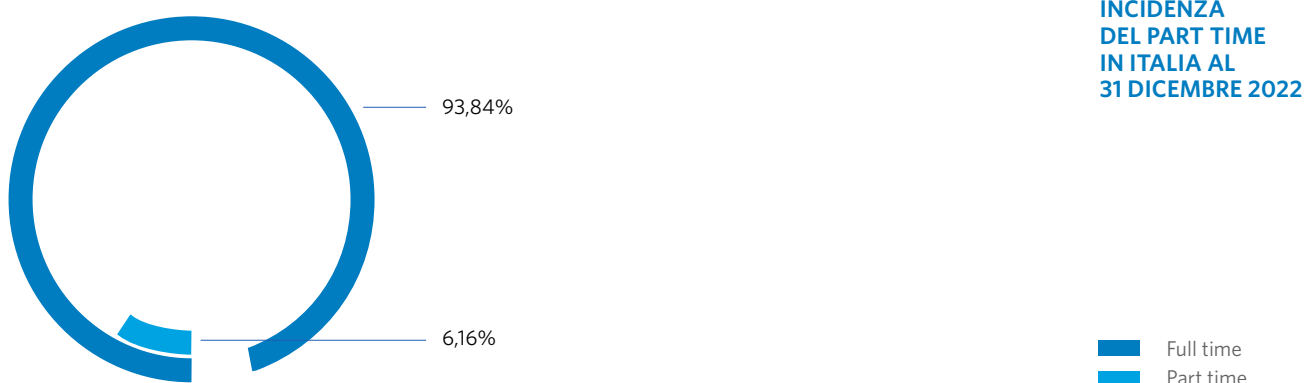 INCIDENZA
DEL PART TIME
IN ITALIA AL
31 DICEMBRE 2022
93,84%
6,16%
Full time
Part time